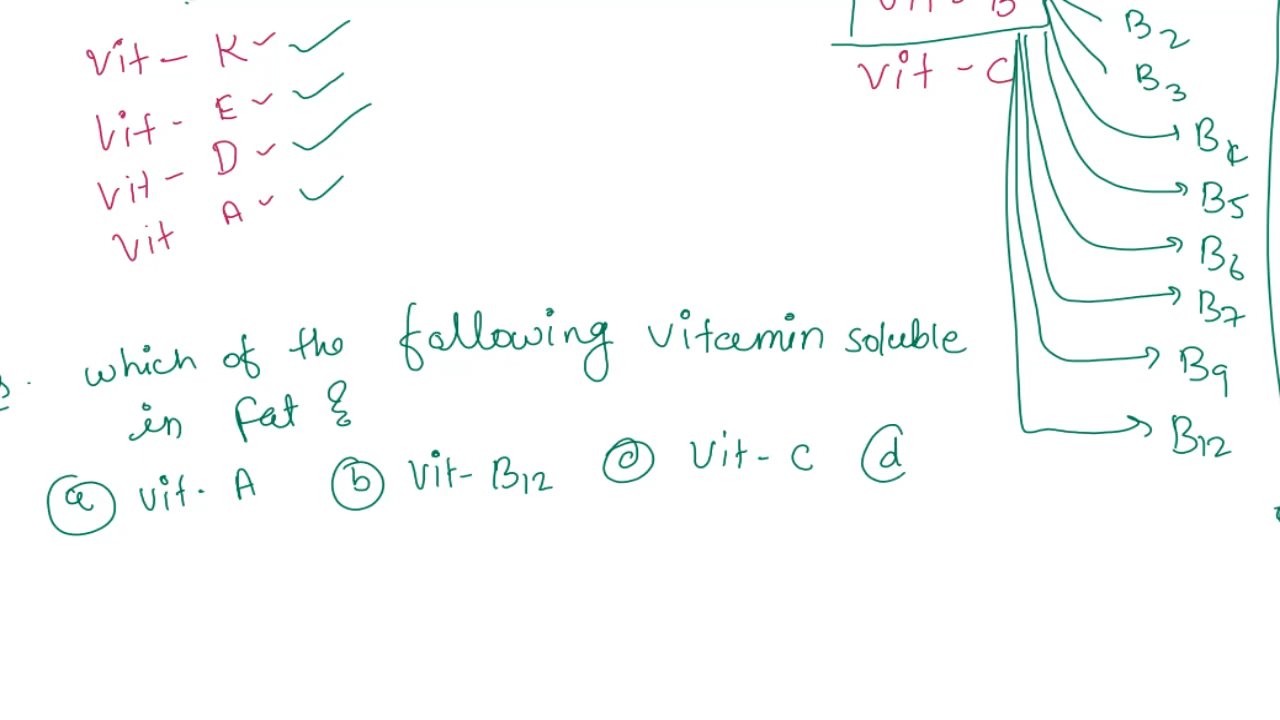 Vit - K
Vit - E
Vit - D
Vit A
Vit - B
Vit - C
B2
B3
B5
B6
B7
B9
B12
which of the following vitamin soluble
in fat
(a) Vit - A (b) Vit - B12 (c) Vit - C (d)